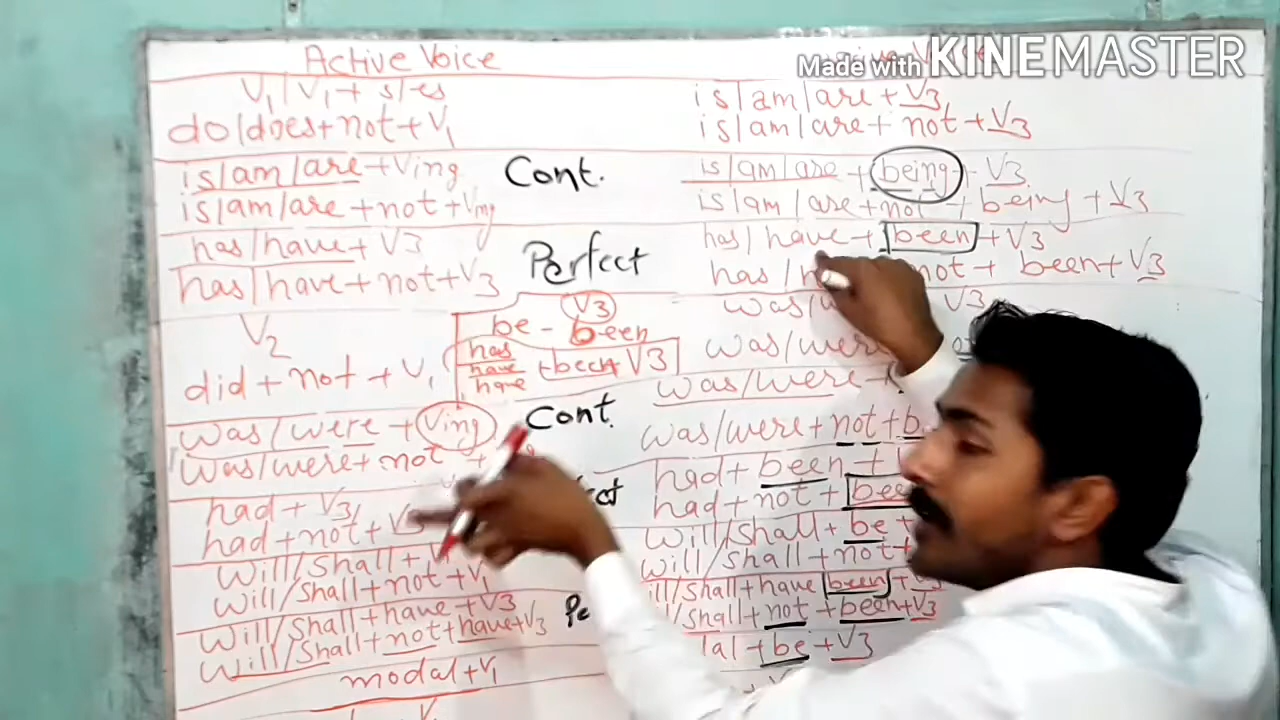 Active Voice
Made with KINEMASTER
V1 | V1 + s/es
do/does+not+V1
is/am/are+Ving
is/am/are+not+Ving
has/have+V3
has/have+not+V3
V2
did+not+V1
was/were+Ving
was/were+not+
had+V3
had+not+V3
will/shall+V
will/shall+not+V1
will/shall+have+V3
will/shall+not+have+V3
modal+V1
Cont.
Perfect
V3
be - been
has
have +been+V3
have
Cont.
is/am/are+V3
is/am/are+not+V3
is/am/are+being+V3
is/am/are+not+being+V3
has/have+been+V3
has/ not+been+V3
was/ V3
was/were
was/were
was/were+not+
had+been+
had+not+
will/shall+be+
will/shall+not+
shall+have been+V3
shall+not+been+V3
+be+V3